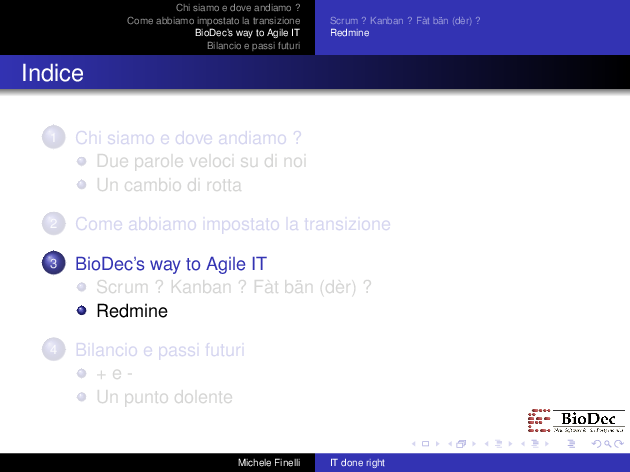 Chi siamo e dove andiamo ?
Come abbiamo impostato la transizione
BioDec's way to Agile IT
Bilancio e passi futuri
Scrum ? Kanban ? Fàt bän (dèr) ?
Redmine
Indice
1 Chi siamo e dove andiamo ?
Due parole veloci su di noi
Un cambio di rotta
2 Come abbiamo impostato la transizione
3 BioDec's way to Agile IT
Scrum ? Kanban ? Fàt bän (dèr) ?
Redmine
4 Bilancio e passi futuri
+ e -
Un punto dolente
BioDec
Michele Finelli
IT done right